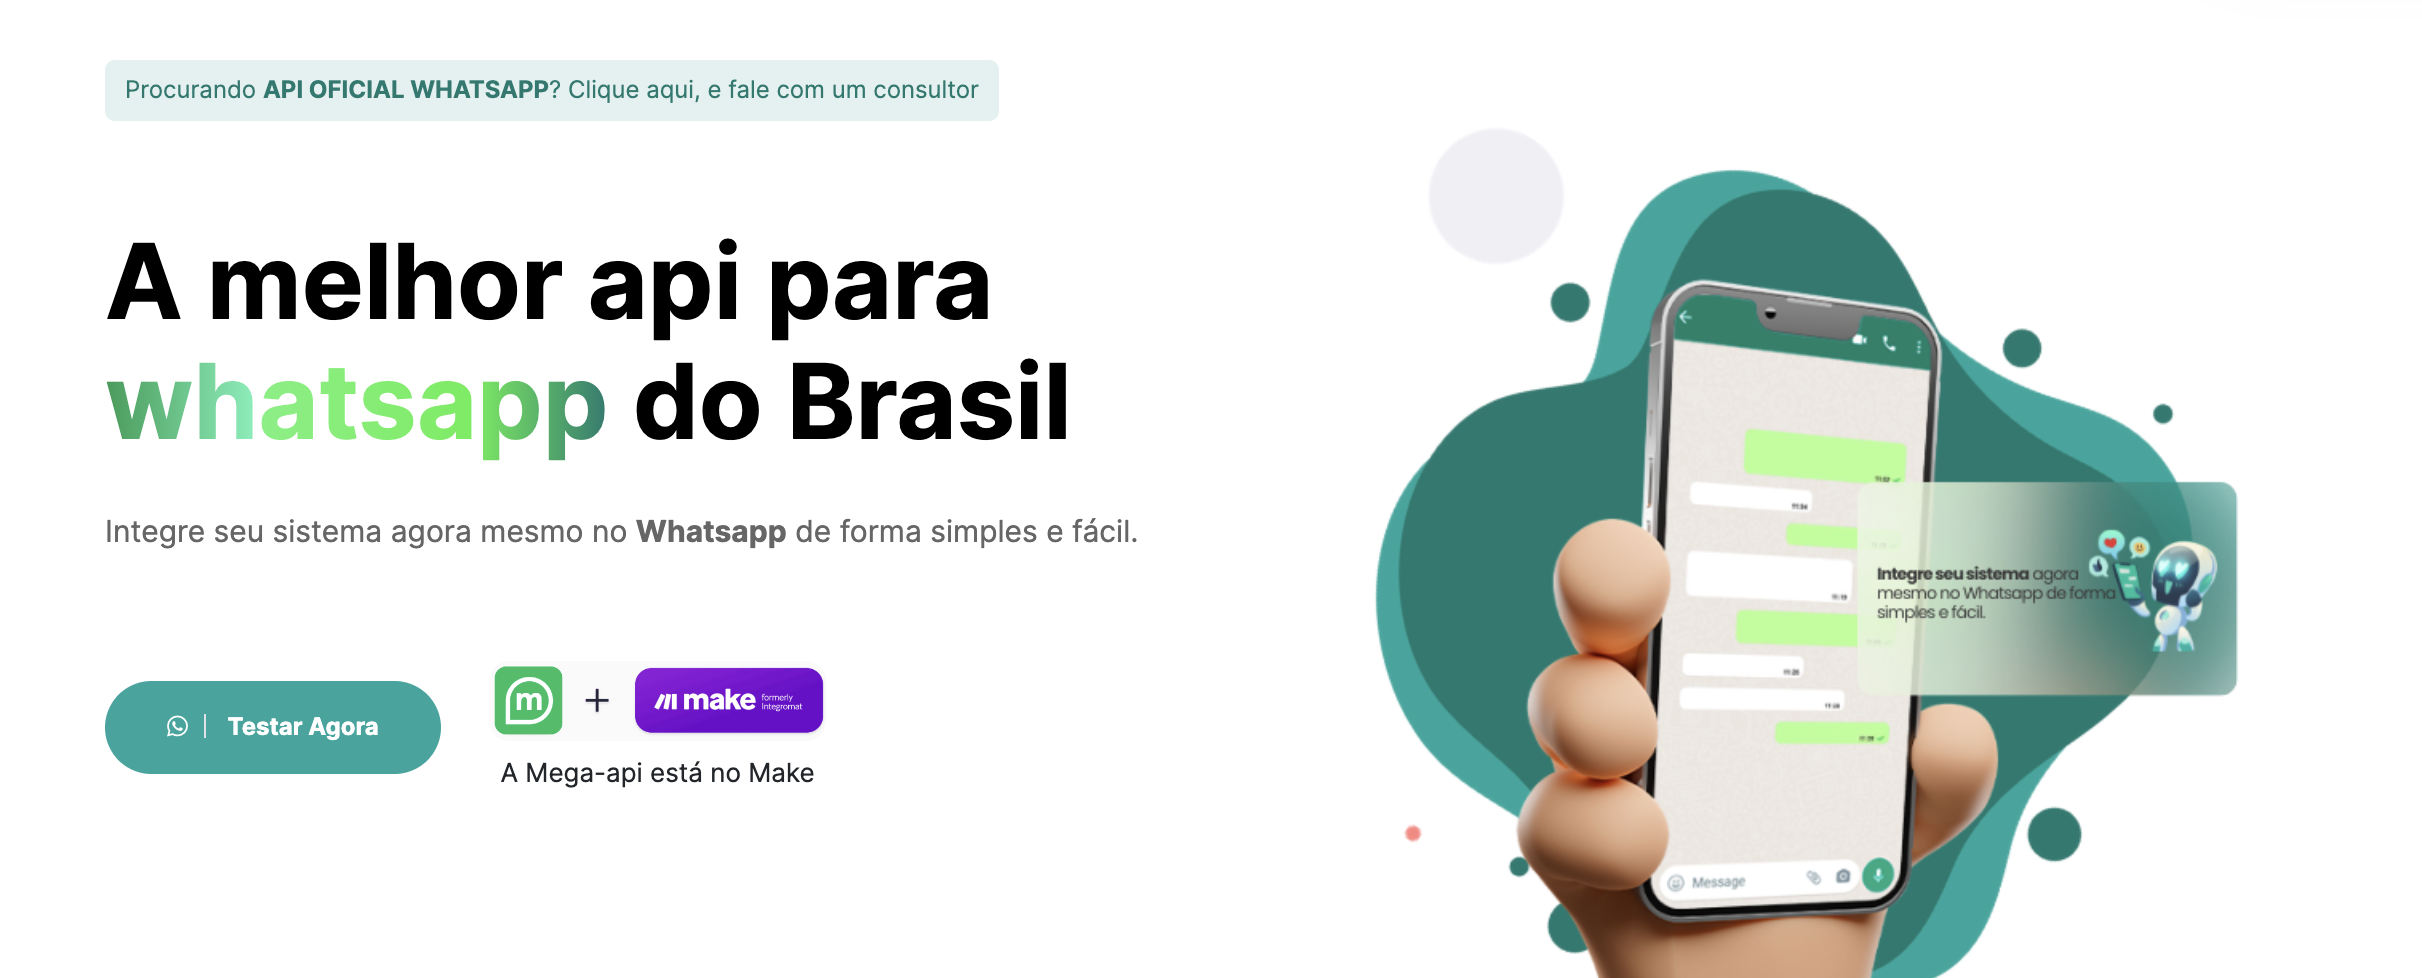 Procurando API OFICIAL WHATSAPP? Clique aqui, e fale com um consultor
A melhor api para
whatsapp do Brasil
Integre seu sistema agora mesmo no Whatsapp de forma simples e fácil.
Testar Agora
m + make formerly
Integromat
A Mega-api está no Make
Integre seu sistema agora
mesmo no Whatsapp de forma
simples e fácil.
Message